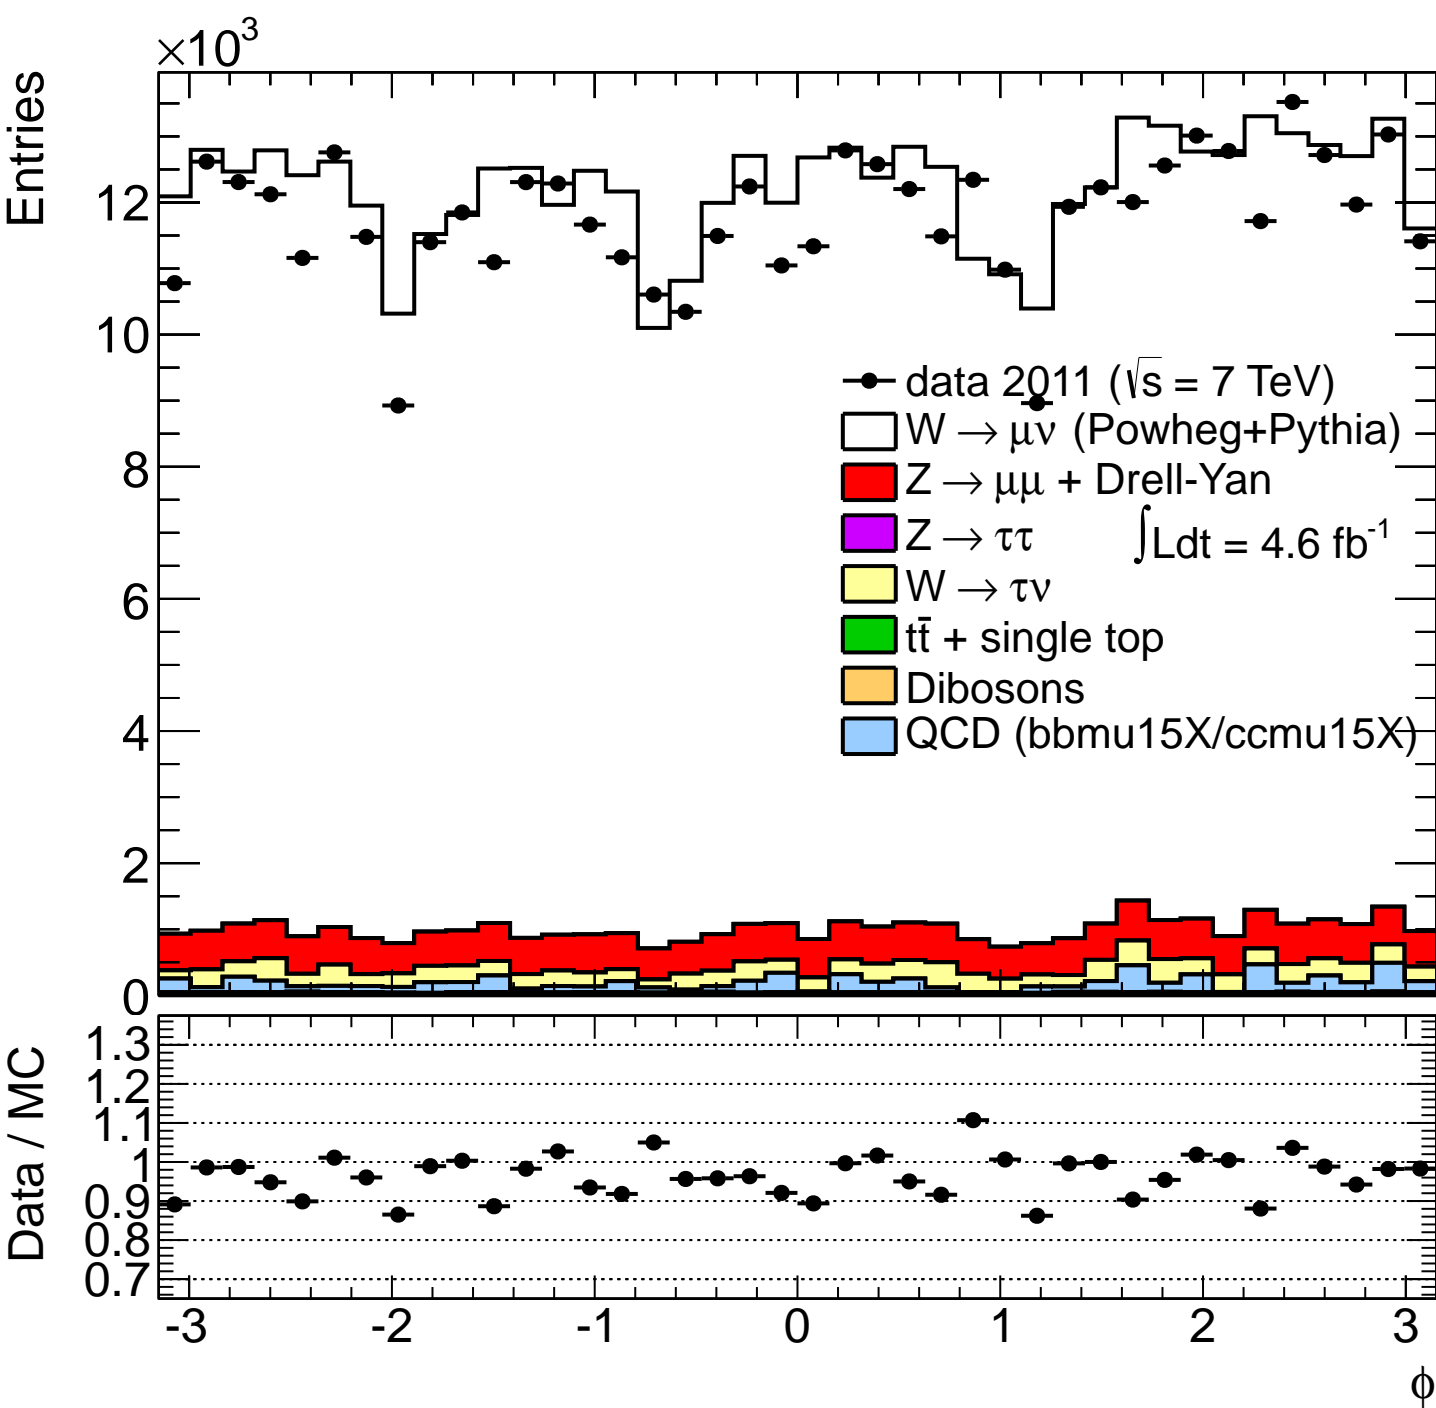 ×10³
Entries
12
10
8
6
4
2
0
data 2011 (√s = 7 TeV)
W → μν (Powheg+Pythia)
Z → μμ + Drell-Yan
Z → ττ
∫Ldt = 4.6 fb⁻¹
W → τν
tt̄ + single top
Dibosons
QCD (bbmu15X/ccmu15X)
Data / MC
1.3
1.2
1.1
1
0.9
0.8
0.7
-3 -2 -1 0 1 2 3
ϕ